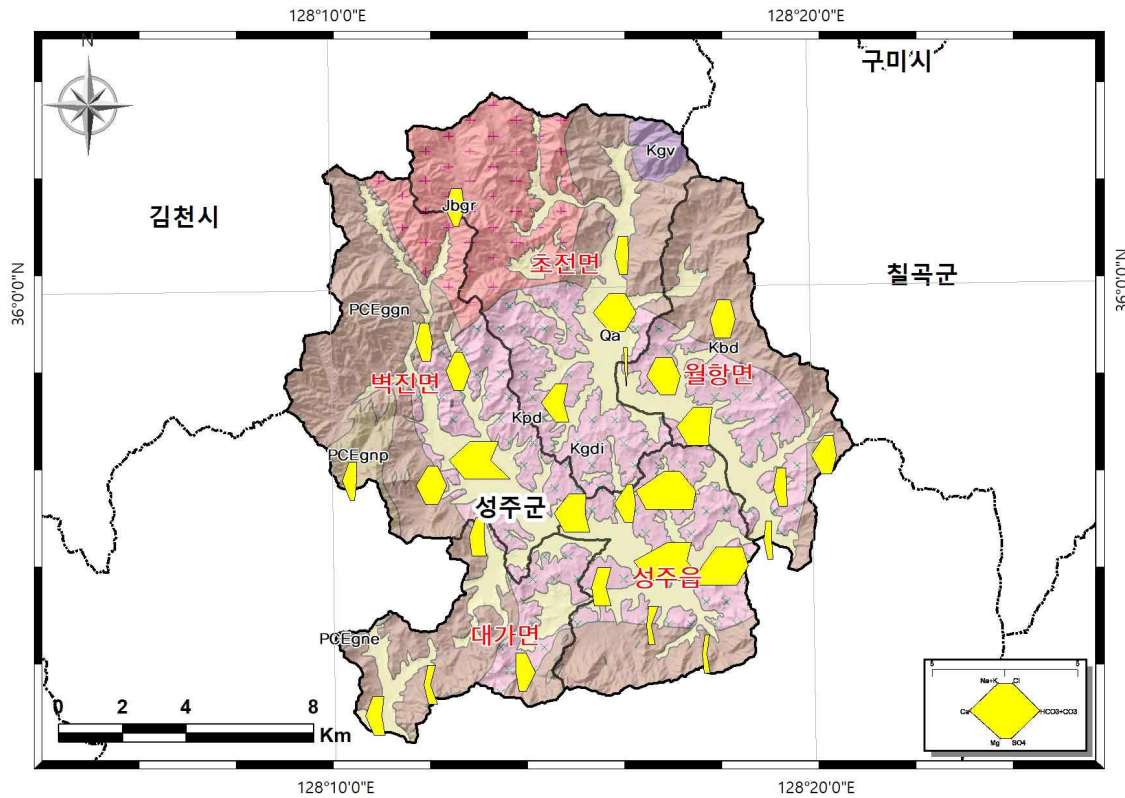 128°10'0"E
128°20'0"E
N
구미시
Kgv
김천시
Jbgr
칠곡군
36°0'0"N
36°0'0"N
초전면
PCEggn
Qa
Kbd
벽진면
월항면
Kpd
Kgdi
PCEgnp
성주군
성주읍
대가면
PCEgne
0 2 4 8
Km
5 5
Na+K Cl
Ca HCO3+CO3
Mg SO4
128°10'0"E
128°20'0"E